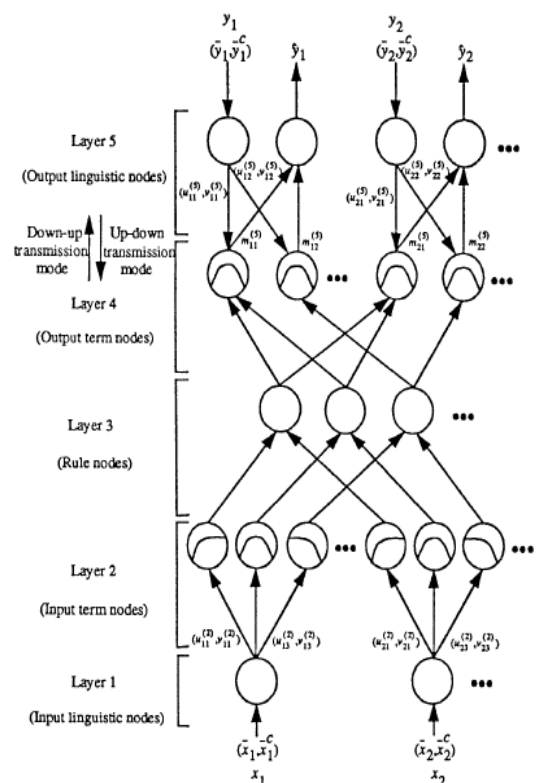 y₁ y₂
(ȳ₁,ȳ₁ᶜ) ŷ₁ (ȳ₂,ȳ₂ᶜ) ŷ₂
Layer 5
(Output linguistic nodes)
(u₁₂⁽⁵⁾,v₁₂⁽⁵⁾) (u₂₂⁽⁵⁾,v₂₂⁽⁵⁾)
(u₁₁⁽⁵⁾,v₁₁⁽⁵⁾) (u₂₁⁽⁵⁾,v₂₁⁽⁵⁾)
Down-up Up-down
transmission transmission
mode mode
m₁₁⁽⁵⁾ m₁₂⁽⁵⁾ m₂₁⁽⁵⁾ m₂₂⁽⁵⁾
Layer 4
(Output term nodes)
Layer 3
(Rule nodes)
Layer 2
(Input term nodes)
(u₁₁⁽²⁾,v₁₁⁽²⁾) (u₁₃⁽²⁾,v₁₃⁽²⁾) (u₂₁⁽²⁾,v₂₁⁽²⁾) (u₂₃⁽²⁾,v₂₃⁽²⁾)
Layer 1
(Input linguistic nodes)
(x̄₁,x̄₁ᶜ) (x̄₂,x̄₂ᶜ)
x₁ x₂